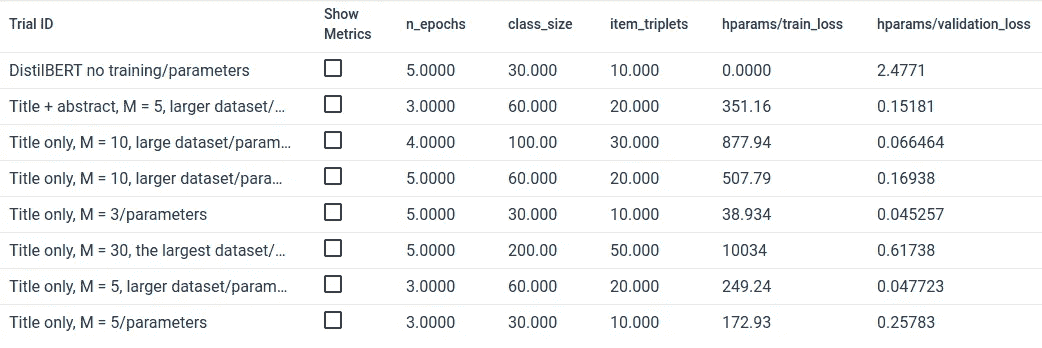 Trial ID Show Metrics n_epochs class_size item_triplets hparams/train_loss hparams/validation_loss
DistilBERT no training/parameters 5.0000 30.000 10.000 0.0000 2.4771
Title + abstract, M = 5, larger dataset/... 3.0000 60.000 20.000 351.16 0.15181
Title only, M = 10, large dataset/param... 4.0000 100.00 30.000 877.94 0.066464
Title only, M = 10, larger dataset/para... 5.0000 60.000 20.000 507.79 0.16938
Title only, M = 3/parameters 5.0000 30.000 10.000 38.934 0.045257
Title only, M = 30, the largest dataset/... 5.0000 200.00 50.000 10034 0.61738
Title only, M = 5, larger dataset/param... 3.0000 60.000 20.000 249.24 0.047723
Title only, M = 5/parameters 3.0000 30.000 10.000 172.93 0.25783